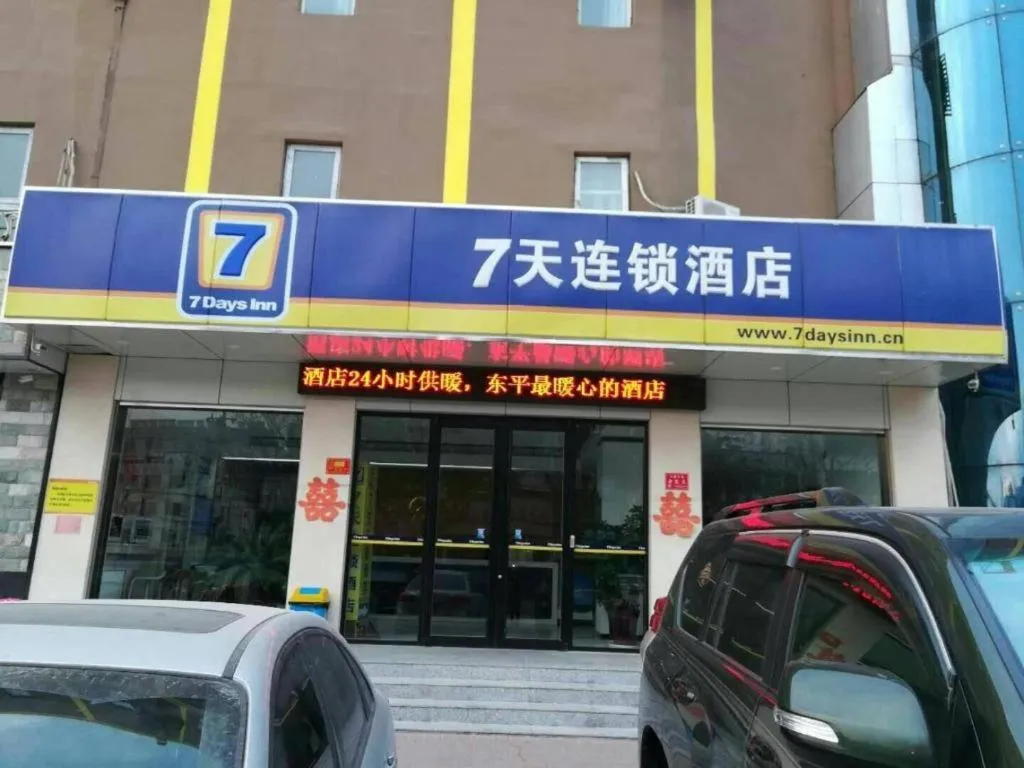 7
7 Days Inn
7天连锁酒店
www.7daysinn.cn
酒店24小时供暖，东平最暖心的酒店
囍
囍